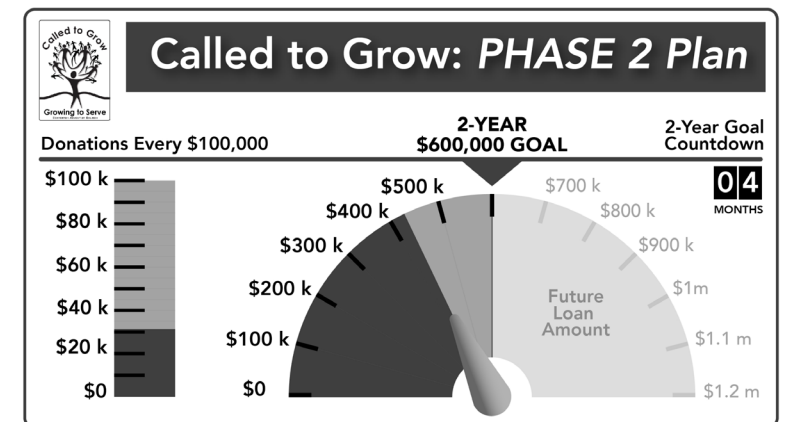 Called to Grow
Growing to Serve
Called to Grow: PHASE 2 Plan
Donations Every $100,000
2-YEAR
$600,000 GOAL
2-Year Goal
Countdown
04
MONTHS
$100 k
$80 k
$60 k
$40 k
$20 k
$0
$0
$100 k
$200 k
$300 k
$400 k
$500 k
$700 k
$800 k
$900 k
$1m
$1.1 m
$1.2 m
Future
Loan
Amount